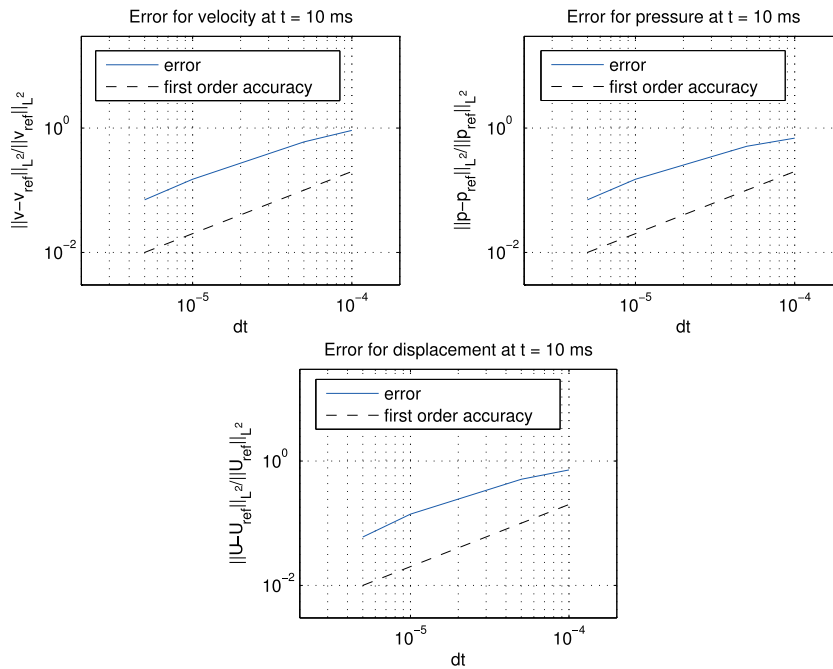 Error for velocity at t = 10 ms
error
first order accuracy
||v−v_ref||_L²/||v_ref||_L²
10^0
10^−2
10^−5
10^−4
dt
Error for pressure at t = 10 ms
error
first order accuracy
||p−p_ref||_L²/||p_ref||_L²
10^0
10^−2
10^−5
10^−4
dt
Error for displacement at t = 10 ms
error
first order accuracy
||U−U_ref||_L²/||U_ref||_L²
10^0
10^−2
10^−5
10^−4
dt